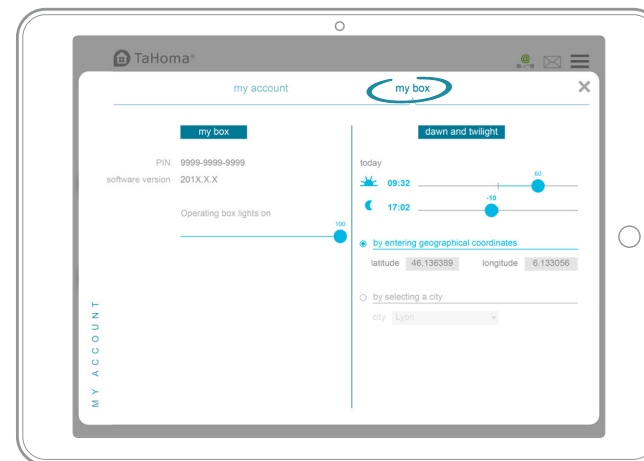 TaHoma®
@
my account
my box
my box
PIN 9999-9999-9999
software version 201X.X.X
Operating box lights on
100
MY ACCOUNT
dawn and twilight
today
09:32
60
17:02
-10
by entering geographical coordinates
latitude 46.136389 longitude 6.133056
by selecting a city
city Lyon